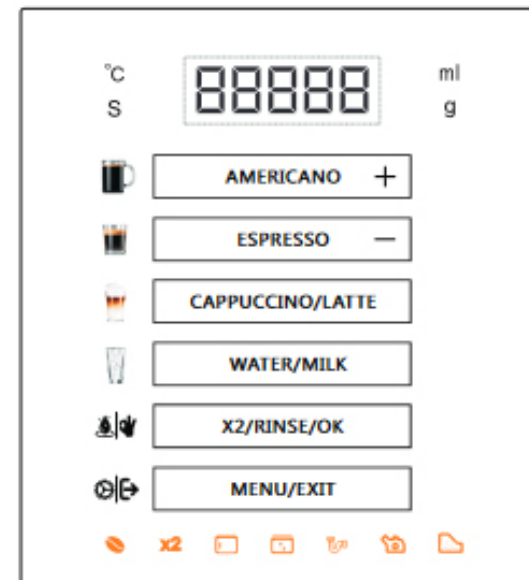 °C 88888 ml
S g
AMERICANO +
ESPRESSO —
CAPPUCCINO/LATTE
WATER/MILK
X2/RINSE/OK
MENU/EXIT
x2